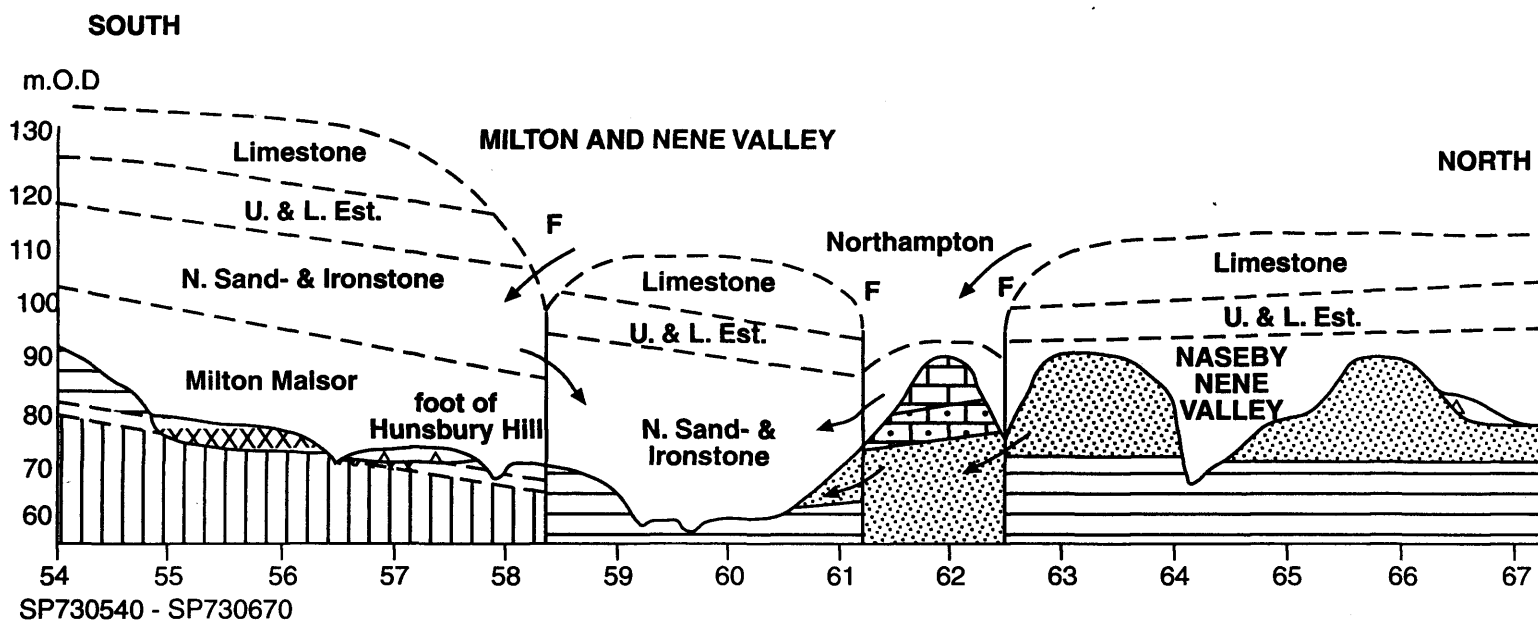 SOUTH
m.O.D
MILTON AND NENE VALLEY
NORTH
130
120
110
100
90
80
70
60
Limestone
U. & L. Est.
N. Sand- & Ironstone
Milton Malsor
foot of
Hunsbury Hill
F
Limestone
U. & L. Est.
N. Sand- &
Ironstone
Northampton
F
F
Limestone
U. & L. Est.
NASEBY
NENE
VALLEY
54 55 56 57 58 59 60 61 62 63 64 65 66 67
SP730540 - SP730670